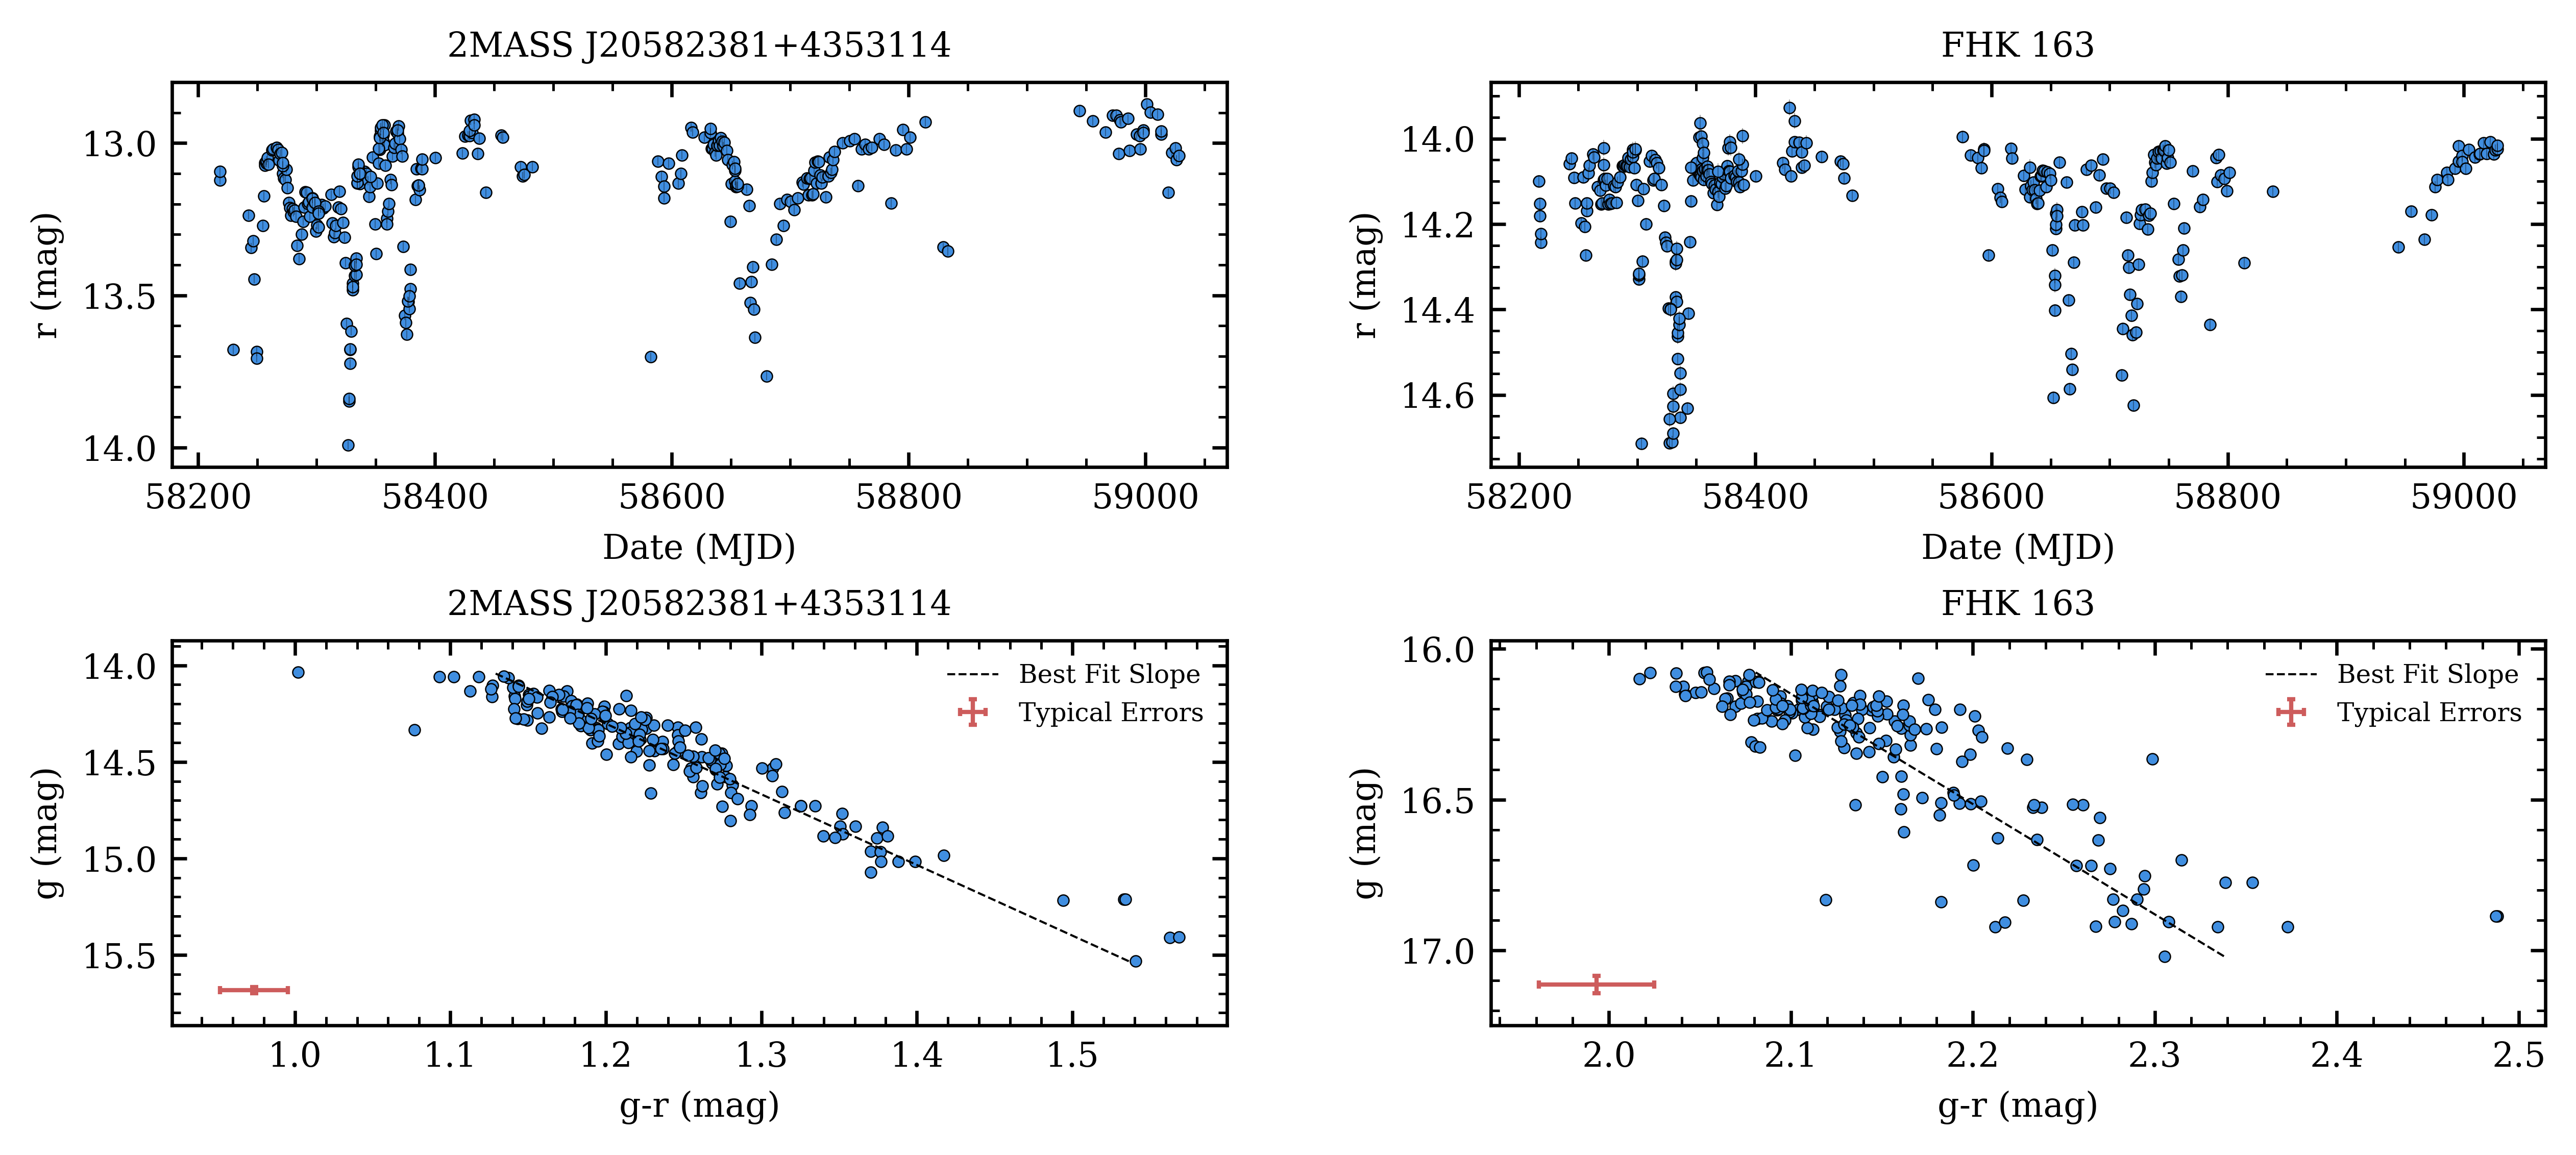 2MASS J20582381+4353114
13.0
13.5
14.0
r (mag)
58200 58400 58600 58800 59000
Date (MJD)
FHK 163
14.0
14.2
14.4
14.6
r (mag)
58200 58400 58600 58800 59000
Date (MJD)
2MASS J20582381+4353114
14.0
14.5
15.0
15.5
g (mag)
Best Fit Slope
Typical Errors
1.0 1.1 1.2 1.3 1.4 1.5
g-r (mag)
FHK 163
16.0
16.5
17.0
g (mag)
Best Fit Slope
Typical Errors
2.0 2.1 2.2 2.3 2.4 2.5
g-r (mag)